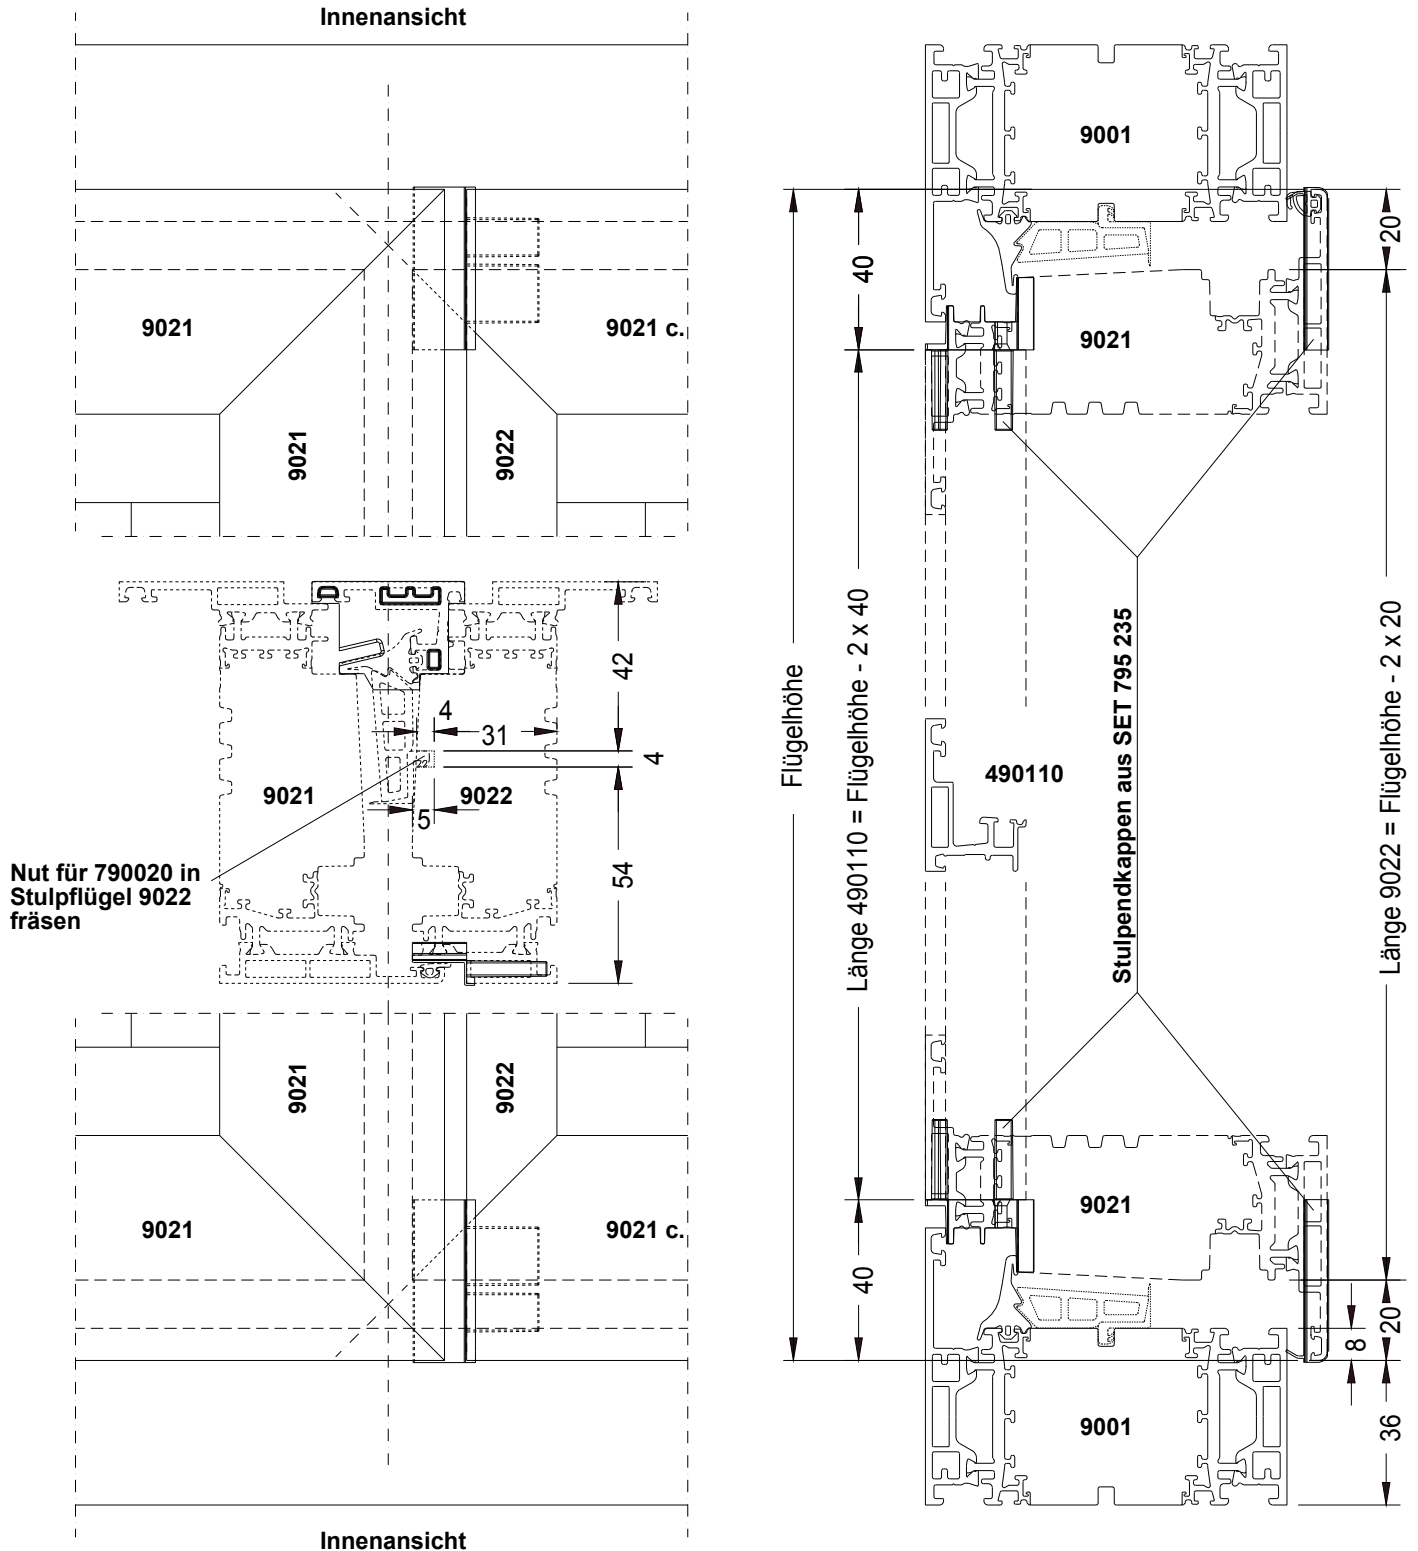 Innenansicht
9021
9021 c.
9021
9022
42
4
31
4
9021
9022
5
54
Nut für 790020 in
Stulpflügel 9022
fräsen
9021
9022
9021
9021 c.
Innenansicht
9001
40
20
9021
Flügelhöhe
Länge 490110 = Flügelhöhe - 2 x 40
490110
Stulpendkappen aus SET 795 235
Länge 9022 = Flügelhöhe - 2 x 20
9021
40
20
8
9001
36